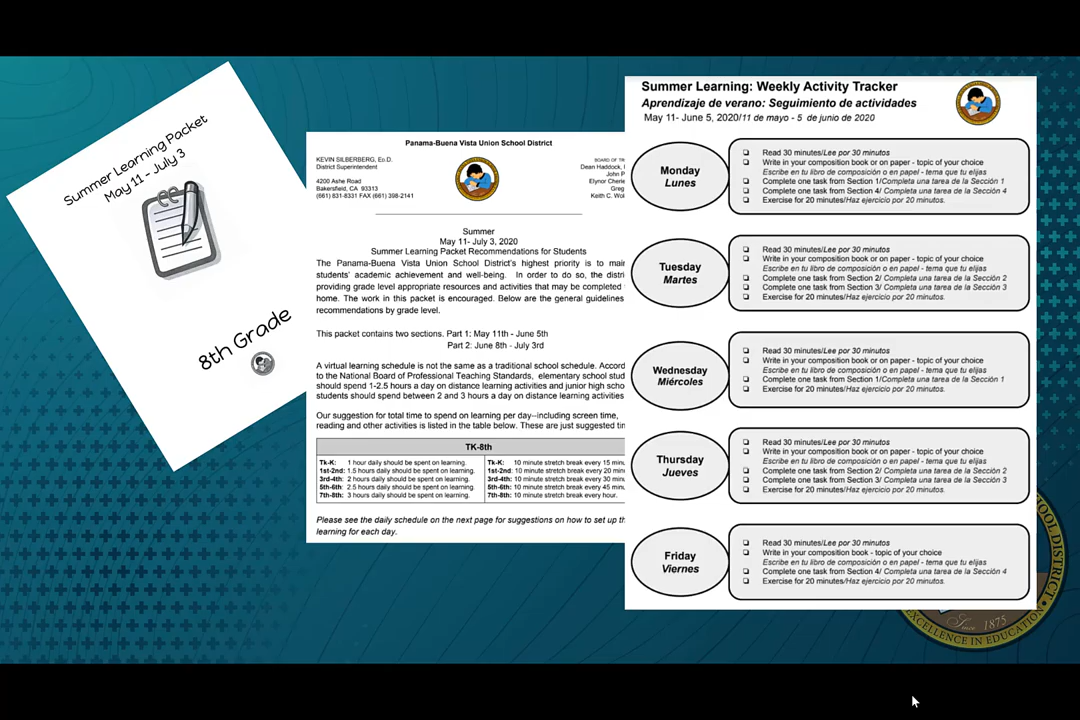 Summer Learning Packet
May 11 - July 3
8th Grade
Panama-Buena Vista Union School District
KEVIN SILBERBERG, ED.D.
District Superintendent
4200 Ashe Road
Bakersfield, CA 93313
(661) 831-8331 FAX (661) 398-2141
BOARD OF
Dean Haddock,
John
Elynor
Greg
Keith C.
Summer
May 11- July 3, 2020
Summer Learning Packet Recommendations for Students
The Panama-Buena Vista Union School District's highest priority is to
students' academic achievement and well-being. In order to do so, the
providing grade level appropriate resources and activities that may be completed
home. The work in this packet is encouraged. Below are the general guidelines
recommendations by grade level.
This packet contains two sections. Part 1: May 11th - June 5th
Part 2: June 8th - July 3rd
A virtual learning schedule is not the same as a traditional school schedule.
to the National Board of Professional Teaching Standards, elementary school
should spend 1-2.5 hours a day on distance learning activities and junior high
students should spend between 2 and 3 hours a day on distance learning activities
Our suggestion for total time to spend on learning per day--including screen time,
reading and other activities is listed in the table below. These are just suggested
TK-8th
Tk-K: 1 hour daily should be spent on learning.
1st-2nd: 1.5 hours daily should be spent on learning.
3rd-4th: 2 hours daily should be spent on learning.
5th-6th: 2.5 hours daily should be spent on learning.
7th-8th: 3 hours daily should be spent on learning.
Tk-K: 10 minute stretch break every 15
1st-2nd: 10 minute stretch break every 20
3rd-4th: 10 minute stretch break every 30
5th-6th: 10 minute stretch break every 45
7th-8th: 10 minute stretch break every hour.
Please see the daily schedule on the next page for suggestions on how to set up
learning for each day.
Summer Learning: Weekly Activity Tracker
Aprendizaje de verano: Seguimiento de actividades
May 11- June 5, 2020/11 de mayo - 5 de junio de 2020
Monday
Lunes
Read 30 minutes/Lee por 30 minutos
Write in your composition book or on paper - topic of your choice
Escribe en tu libro de composición o en papel - tema que tu elijas
Complete one task from Section 1/Completa una tarea de la Sección 1
Complete one task from Section 4/ Completa una tarea de la Sección 4
Exercise for 20 minutes/Haz ejercicio por 20 minutos.
Tuesday
Martes
Read 30 minutes/Lee por 30 minutos
Write in your composition book or on paper - topic of your choice
Escribe en tu libro de composición o en papel - tema que tu elijas
Complete one task from Section 2/ Completa una tarea de la Sección 2
Complete one task from Section 3/ Completa una tarea de la Sección 3
Exercise for 20 minutes/Haz ejercicio por 20 minutos.
Wednesday
Miércoles
Read 30 minutes/Lee por 30 minutos
Write in your composition book or on paper - topic of your choice
Escribe en tu libro de composición o en papel - tema que tu elijas
Complete one task from Section 1/Completa una tarea de la Sección 1
Exercise for 20 minutes/Haz ejercicio por 20 minutos.
Thursday
Jueves
Read 30 minutes/Lee por 30 minutos
Write in your composition book or on paper - topic of your choice
Escribe en tu libro de composición o en papel - tema que tu elijas
Complete one task from Section 2/ Completa una tarea de la Sección 2
Complete one task from Section 3/ Completa una tarea de la Sección 3
Exercise for 20 minutes/Haz ejercicio por 20 minutos.
Friday
Viernes
Read 30 minutes/Lee por 30 minutos
Write in your composition book - topic of your choice
Escribe en tu libro de composición o en papel - tema que tu elijas
Complete one task from Section 4/ Completa una tarea de la Sección 4
Exercise for 20 minutes/Haz ejercicio por 20 minutos.
SCHOOL DISTRICT
Since 1875
EXCELLENCE IN EDUCATION